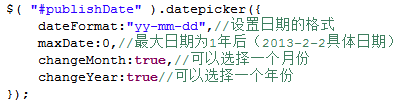 $( "#publishDate" ).datepicker({
dateFormat:"yy-mm-dd",//设置日期的格式
maxDate:0,//最大日期为1年后（2013-2-2具体日期）
changeMonth:true,//可以选择一个月份
changeYear:true//可以选择一个年份
});